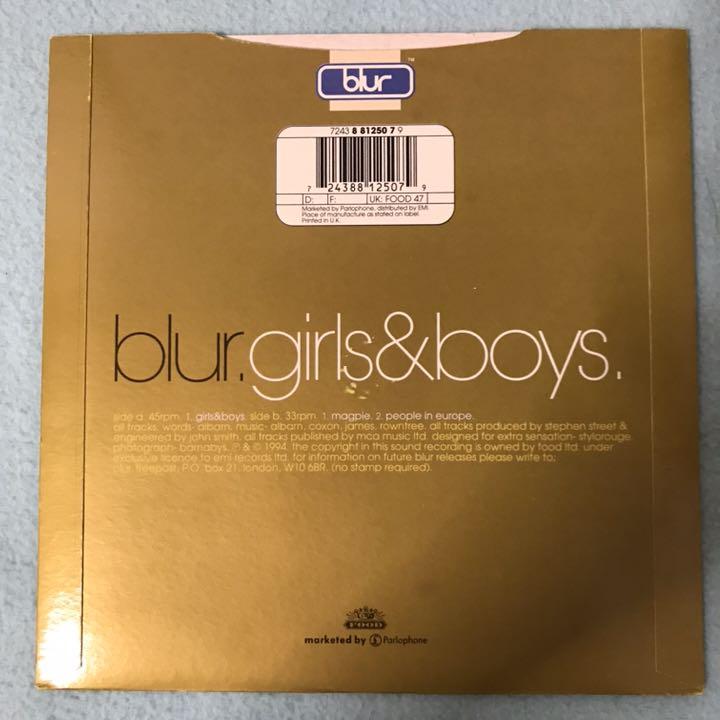 blur
TM
7243 8 81250 7 9
7 24388 12507 9
D: F: UK: FOOD 47
Marketed by Parlophone, distributed by EMI.
Place of manufacture as stated on label.
Printed in U.K.
blur.girls&boys.
side a. 45rpm. 1. girls&boys. side b. 33rpm. 1. magpie. 2. people in europe.
all tracks, words- albarn. music- albarn, coxon, james, rowntree. all tracks produced by stephen street &
engineered by john smith. all tracks published by mca music ltd. designed for extra sensation- stylorouge.
photograph- barnabys. ℗ & © 1994. the copyright in this sound recording is owned by food ltd. under
exclusive licence to emi records ltd. for information on future blur releases please write to;
blur, freepost, P.O. box 21, london, W10 6BR. (no stamp required).
FOOD
marketed by Parlophone